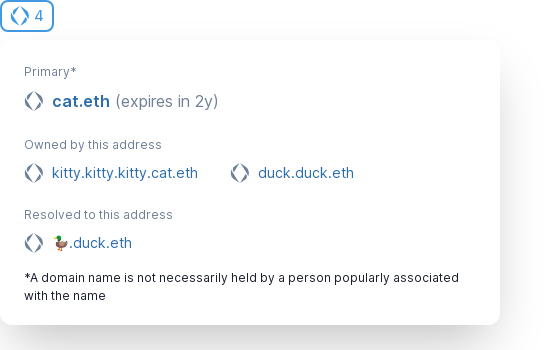 4
Primary*
cat.eth (expires in 2y)
Owned by this address
kitty.kitty.kitty.cat.eth duck.duck.eth
Resolved to this address
🦆.duck.eth
*A domain name is not necessarily held by a person popularly associated
with the name